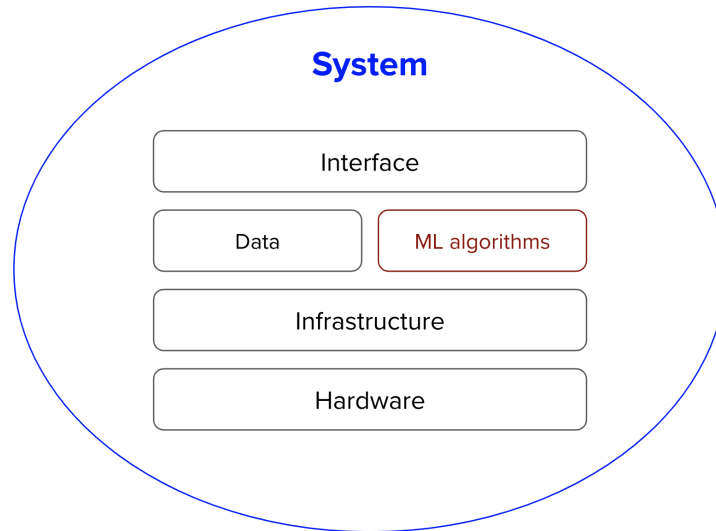 System
Interface
Data
ML algorithms
Infrastructure
Hardware